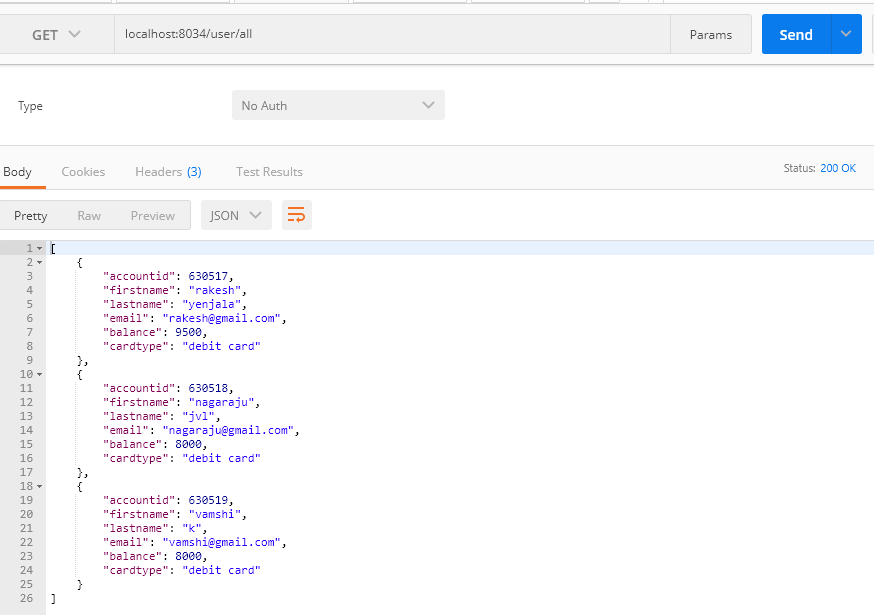 GET localhost:8034/user/all Params Send
Type No Auth
Body Cookies Headers (3) Test Results Status: 200 OK
Pretty Raw Preview JSON
1 [
2 {
3 "accountid": 630517,
4 "firstname": "rakesh",
5 "lastname": "yenjala",
6 "email": "rakesh@gmail.com",
7 "balance": 9500,
8 "cardtype": "debit card"
9 },
10 {
11 "accountid": 630518,
12 "firstname": "nagaraju",
13 "lastname": "jvl",
14 "email": "nagaraju@gmail.com",
15 "balance": 8000,
16 "cardtype": "debit card"
17 },
18 {
19 "accountid": 630519,
20 "firstname": "vamshi",
21 "lastname": "k",
22 "email": "vamshi@gmail.com",
23 "balance": 8000,
24 "cardtype": "debit card"
25 }
26 ]